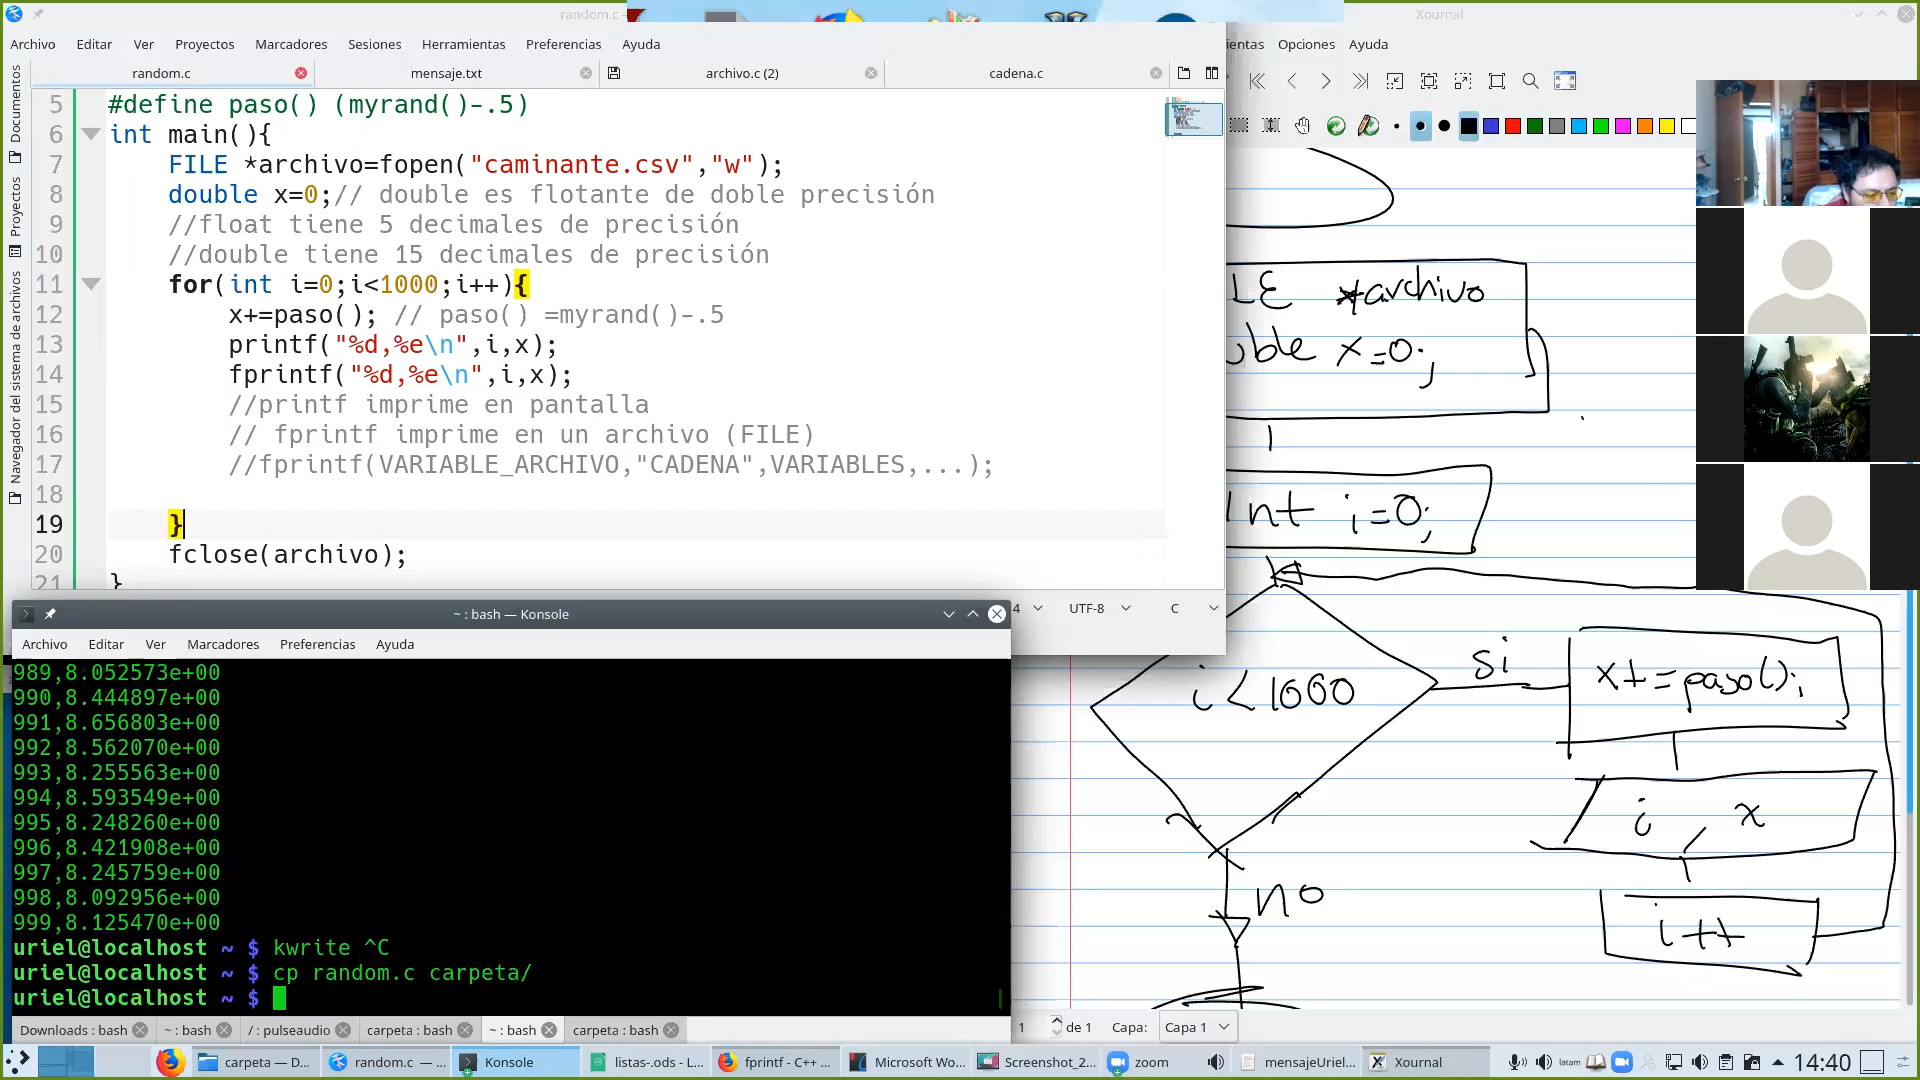 random.c –
Xournal
Archivo Editar Ver Proyectos Marcadores Sesiones Herramientas Preferencias Ayuda
ientas Opciones Ayuda
random.c mensaje.txt archivo.c (2) cadena.c
Documentos
Proyectos
Navegador del sistema de archivos
5 #define paso() (myrand()-.5)
6 int main(){
7 FILE *archivo=fopen("caminante.csv","w");
8 double x=0;// double es flotante de doble precisión
9 //float tiene 5 decimales de precisión
10 //double tiene 15 decimales de precisión
11 for(int i=0;i<1000;i++){
12 x+=paso(); // paso() =myrand()-.5
13 printf("%d,%e\n",i,x);
14 fprintf("%d,%e\n",i,x);
15 //printf imprime en pantalla
16 // fprintf imprime en un archivo (FILE)
17 //fprintf(VARIABLE_ARCHIVO,"CADENA",VARIABLES,...);
18
19 }
20 fclose(archivo);
21 }
4 UTF-8 C
~ : bash — Konsole
Archivo Editar Ver Marcadores Preferencias Ayuda
989,8.052573e+00
990,8.444897e+00
991,8.656803e+00
992,8.562070e+00
993,8.255563e+00
994,8.593549e+00
995,8.248260e+00
996,8.421908e+00
997,8.245759e+00
998,8.092956e+00
999,8.125470e+00
uriel@localhost ~ $ kwrite ^C
uriel@localhost ~ $ cp random.c carpeta/
uriel@localhost ~ $
Downloads : bash ~ : bash / : pulseaudio carpeta : bash ~ : bash carpeta : bash
LE *archivo
uble x=0;
Int i=0;
i<1000
si
x+=paso();
i , x
i++
no
1 de 1 Capa: Capa 1
carpeta — D... random.c — ... Konsole listas-.ods - L... fprintf - C++ ... Microsoft Wo... Screenshot_2... zoom mensajeUriel... Xournal latam 14:40